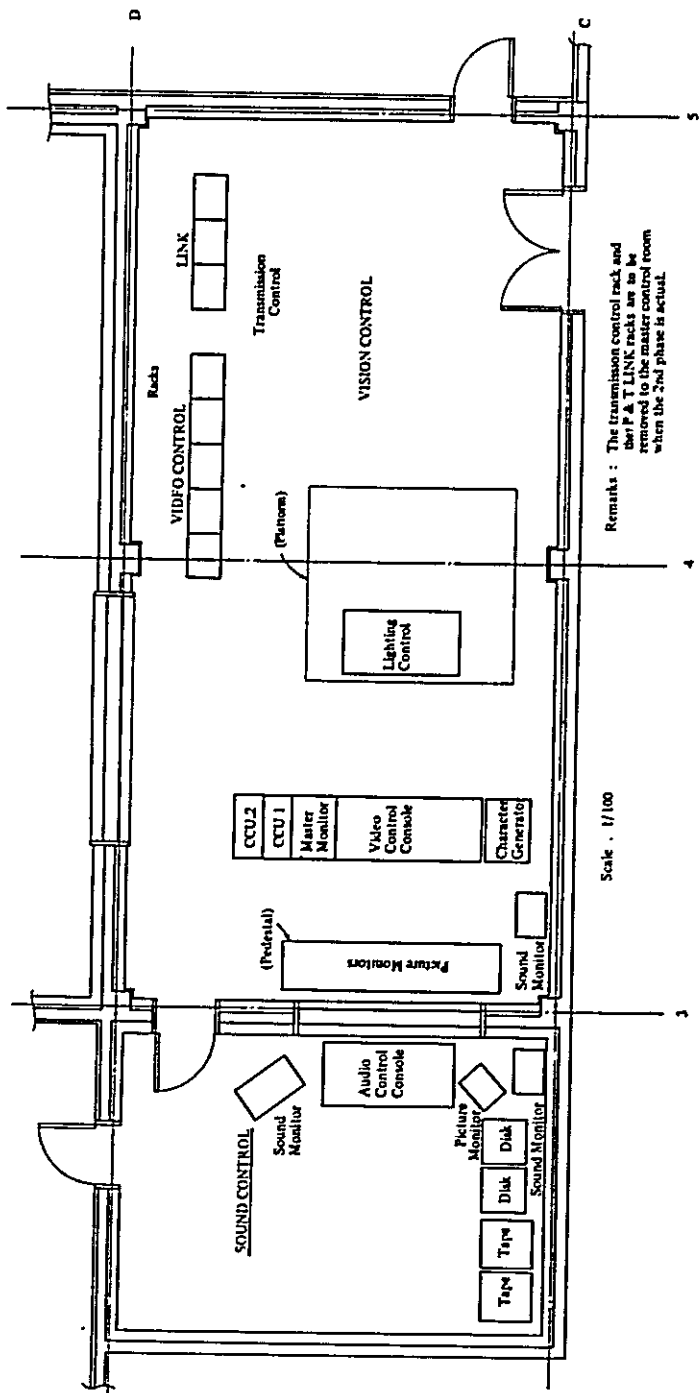 D
C
5
4
3
LINK
Racks
VIDEO CONTROL
Transmission
Control
VISION CONTROL
(Platform)
Lighting
Control
CCU.2
CCU 1
Master
Monitor
Video
Control
Console
Character
Generator
(Pedestal)
Picture Monitors
Sound
Monitor
SOUND CONTROL
Sound
Monitor
Audio
Control
Console
Picture
Monitor
Sound Monitor
Disk
Disk
Tape
Tape
Scale . 1/100
Remarks : The transmission control rack and
the P & T LINK racks are to be
removed to the master control room
when the 2nd phase is actual.